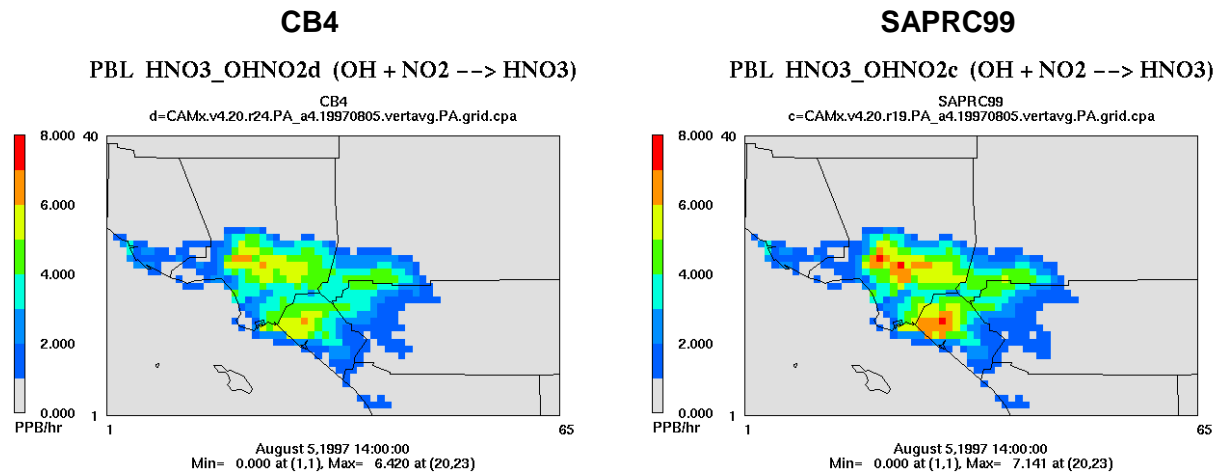 CB4
PBL HNO3_OHNO2d (OH + NO2 --> HNO3)
CB4
d=CAMx.v4.20.r24.PA_a4.19970805.vertavg.PA.grid.cpa
8.000
6.000
4.000
2.000
0.000
PPB/hr
40
1
1
65
August 5,1997 14:00:00
Min= 0.000 at (1,1), Max= 6.420 at (20,23)
SAPRC99
PBL HNO3_OHNO2c (OH + NO2 --> HNO3)
SAPRC99
c=CAMx.v4.20.r19.PA_a4.19970805.vertavg.PA.grid.cpa
8.000
6.000
4.000
2.000
0.000
PPB/hr
40
1
1
65
August 5,1997 14:00:00
Min= 0.000 at (1,1), Max= 7.141 at (20,23)